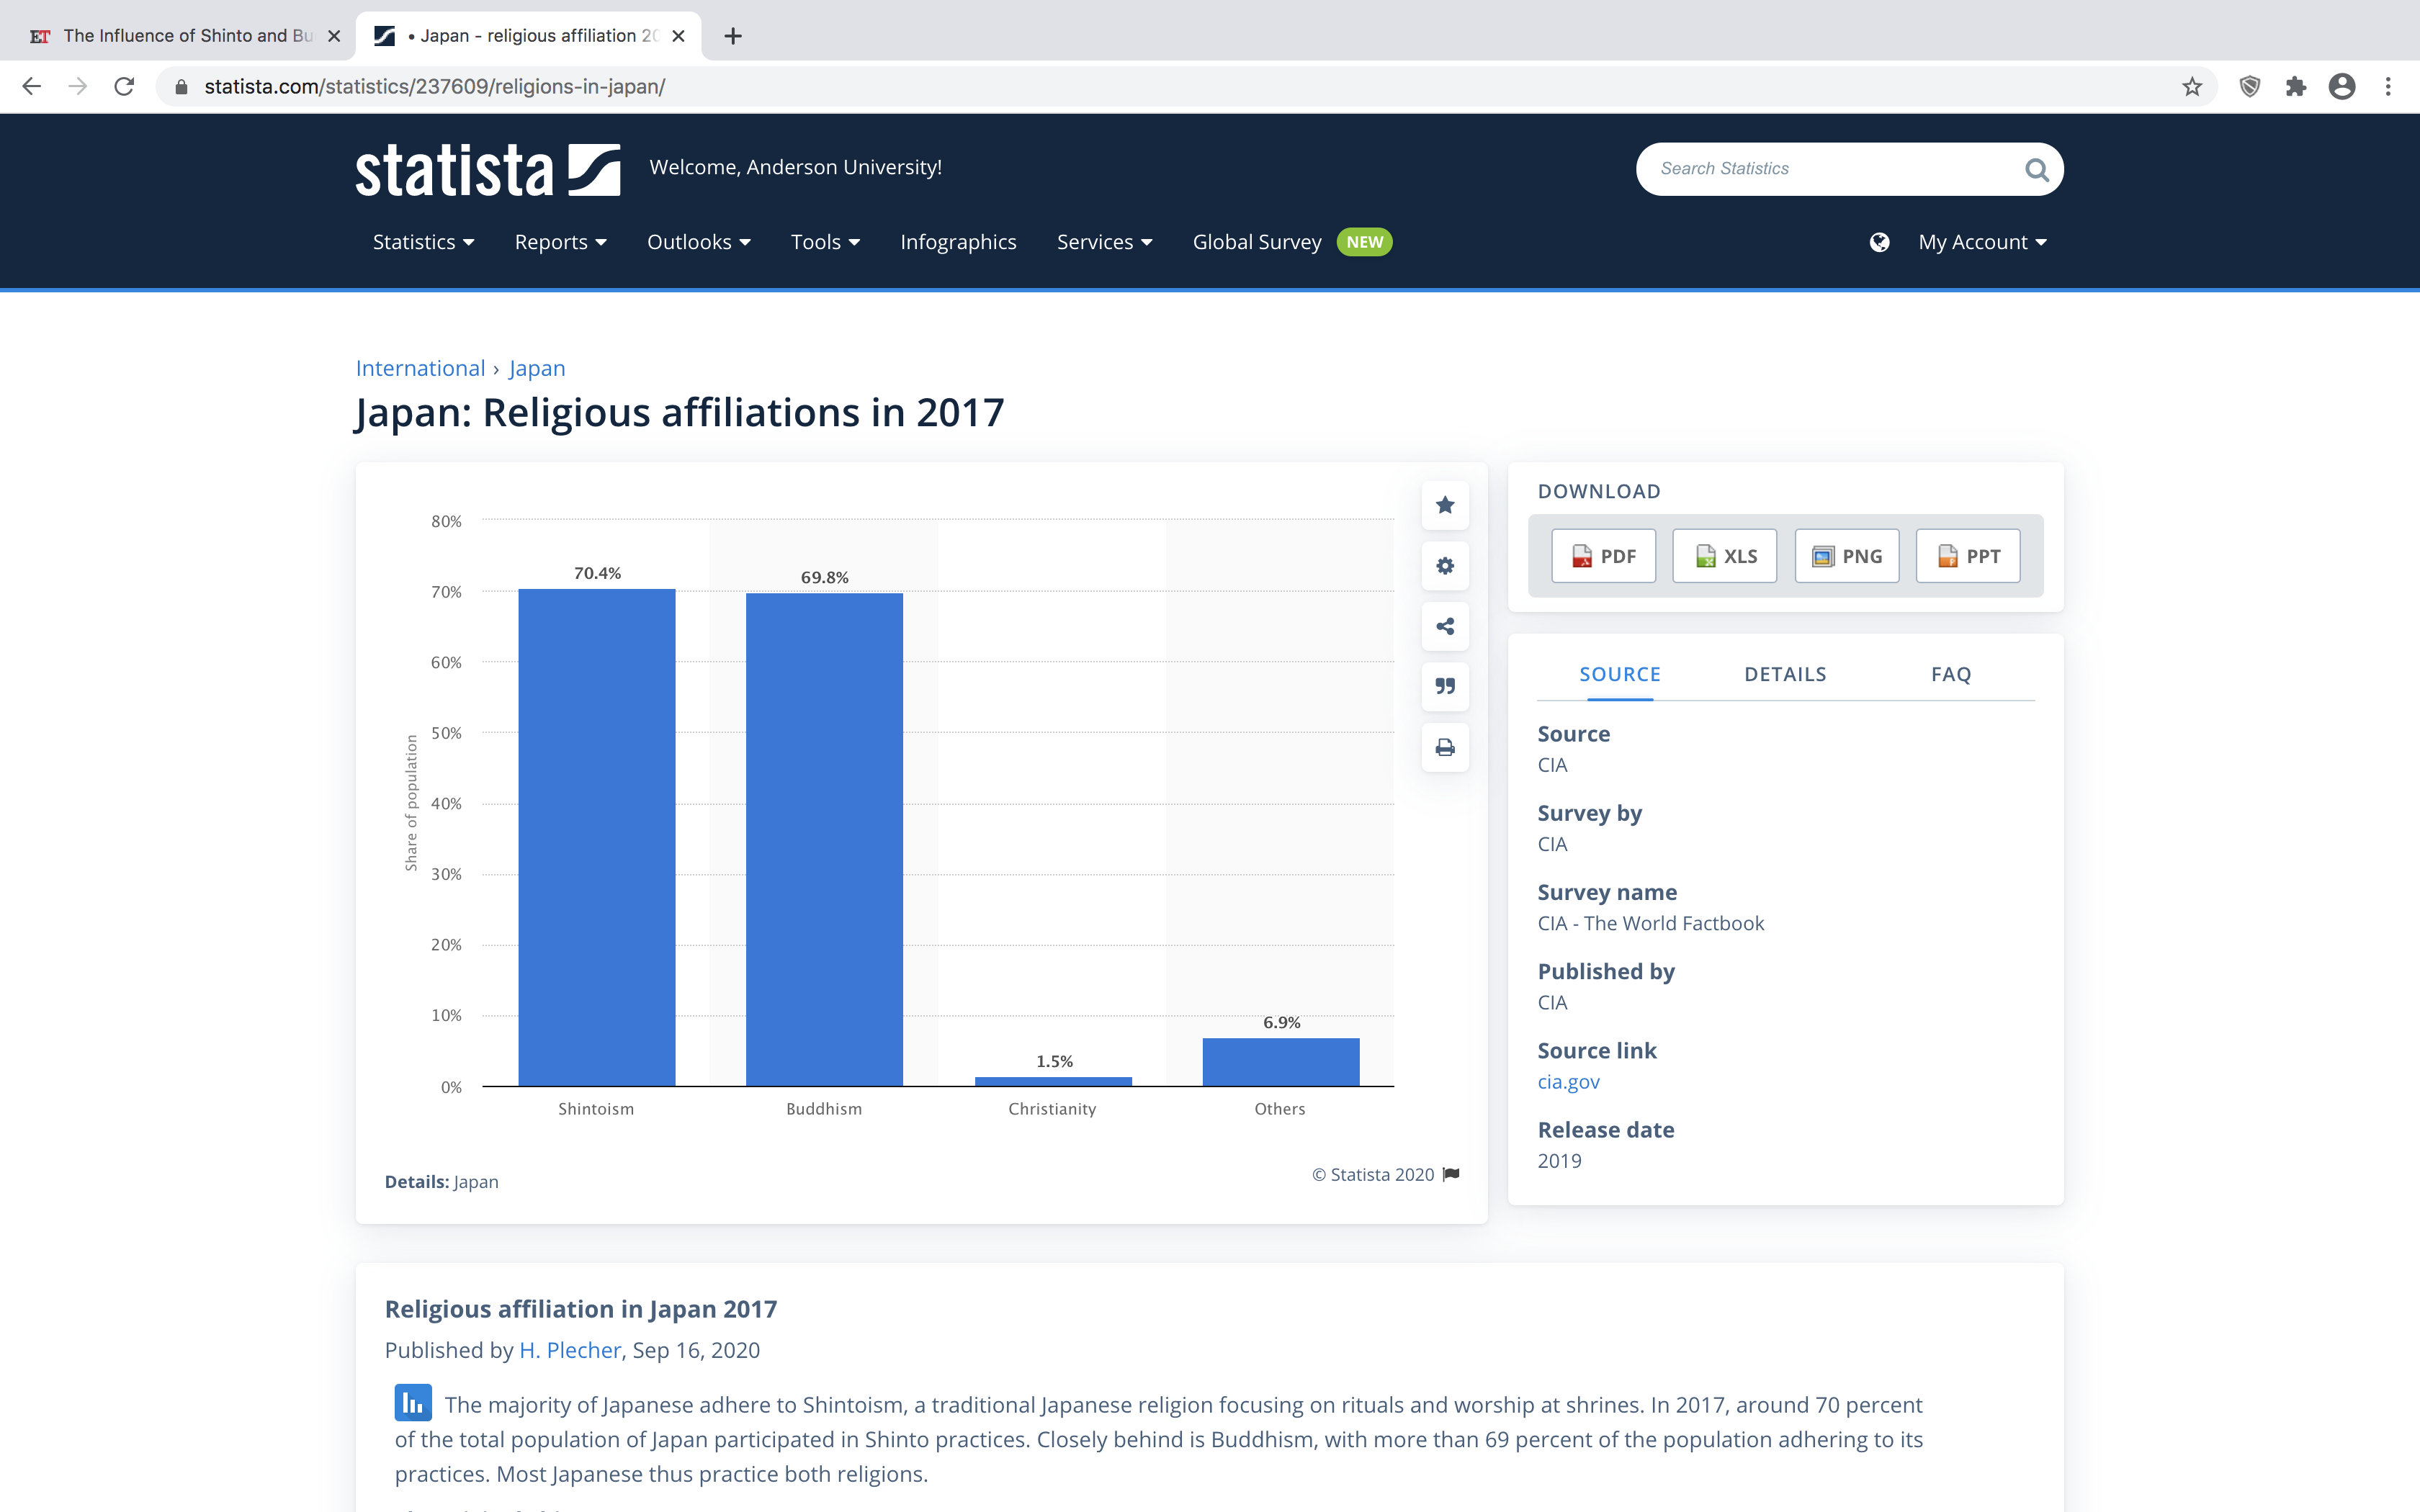 The Influence of Shinto and Bu
• Japan - religious affiliation 20
statista.com/statistics/237609/religions-in-japan/
statista
Welcome, Anderson University!
Search Statistics
Statistics Reports Outlooks Tools Infographics Services Global Survey NEW
My Account
International › Japan
Japan: Religious affiliations in 2017
80%
70%
60%
50%
40%
30%
20%
10%
0%
Share of population
70.4%
69.8%
1.5%
6.9%
Shintoism Buddhism Christianity Others
Details: Japan
© Statista 2020
DOWNLOAD
PDF XLS PNG PPT
SOURCE DETAILS FAQ
Source
CIA
Survey by
CIA
Survey name
CIA - The World Factbook
Published by
CIA
Source link
cia.gov
Release date
2019
Religious affiliation in Japan 2017
Published by H. Plecher, Sep 16, 2020
The majority of Japanese adhere to Shintoism, a traditional Japanese religion focusing on rituals and worship at shrines. In 2017, around 70 percent
of the total population of Japan participated in Shinto practices. Closely behind is Buddhism, with more than 69 percent of the population adhering to its
practices. Most Japanese thus practice both religions.